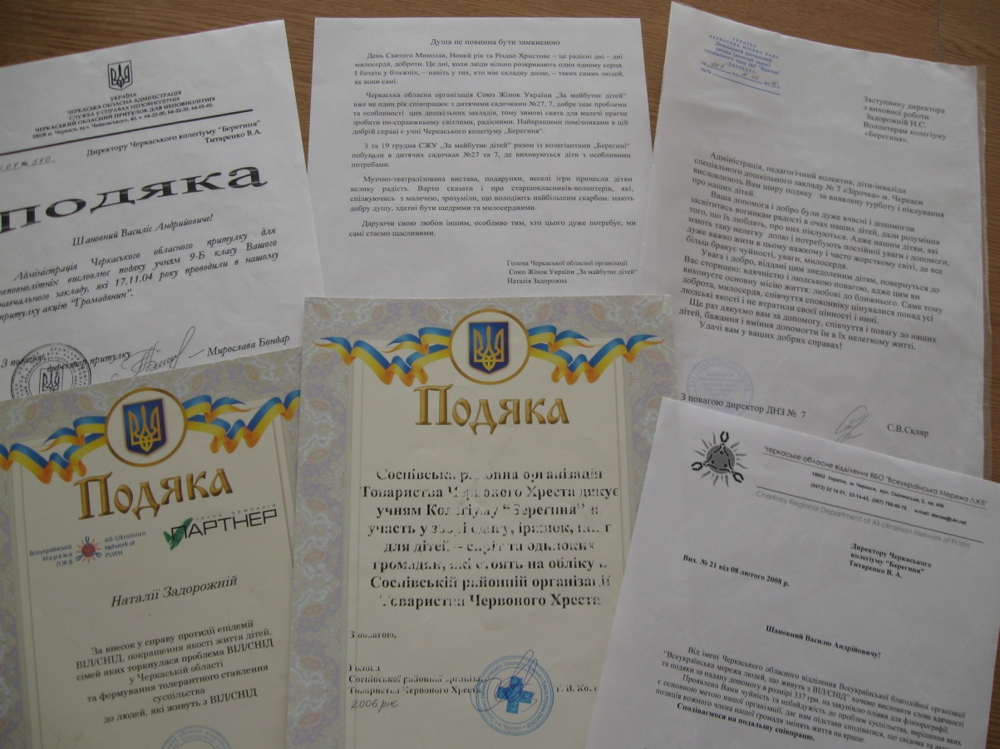 УКРАЇНА
ЧЕРКАСЬКА ОБЛАСНА АДМІНІСТРАЦІЯ
СЛУЖБА У СПРАВАХ НЕПОВНОЛІТНІХ
ЧЕРКАСЬКИЙ ОБЛАСНИЙ ПРИТУЛОК ДЛЯ НЕПОВНОЛІТНІХ
18028 м. Черкаси, вул. Чайковського, 40, т. 64-22-00, 64-22-33, 64-01-02.
Директору Черкаського колегіуму "Берегиня"
Титаренко В.А.
№ 540
ПОДЯКА
Шановний Василіє Андрийовиче!
Адміністрація Черкаського обласного притулку для
неповнолітніх висловлює подяку учням 9-Б класу Вашого
навчального закладу, які 17.11.04 року проводили в нашому
притулку акцію "Громадянин".
З повагою, директор притулку
Мирослава Бондар
Душа не повинна бути замкненою
День Святого Миколая, Новий рік та Різдво Христове – це радісні дні – дні
милосердя, доброти. Це дні, коли люди вільно розкривають один одному серця.
І бачать у ближніх, – навіть у тих, хто має складну долю, – таких самих людей,
як вони самі.
Черкаська обласна організація Союз Жінок України „За майбутнє дітей"
вже не один рік співпрацює з дитячими садочками №27, 7, добре знає проблеми
та особливості цих дошкільних закладів, тому зимові свята для малечі прагне
зробити по-справжньому світлими, радісними. Найкращими помічниками в цій
добрій справі є учні Черкаського колегіуму „Берегиня".
3 та 19 грудня СЖУ „За майбутнє дітей" разом із колегіантами „Берегині"
побували в дитячих садочках №27 та 7, де виховуються діти з особливими
потребами.
Музчно-театралізована вистава, подарунки, веселі ігри принесли дітям
велику радість. Варто сказати і про старшокласників-волонтерів, які,
спілкуючись з малечею, зрозуміли, що володіють найбільшим скарбом: мають
добру душу, здатні бути щедрими та милосердними.
Даруючи свою любов іншим, особливо тим, хто цього дуже потребує, ми
самі стаємо щасливими.
Голова Черкаської обласної організації
Союз Жінок України „За майбутнє дітей"
Наталія Задорожна
УКРАЇНА
ЧЕРКАСЬКА МІСЬКА РАДА
Дошкільний навчальний
заклад (дитячий садок)
спеціального типу №7 "Зірочка"
Заступнику директора
з виховної роботи
Задорожній Н.С.
Волонтерам колегіуму
«Берегиня».
Адміністрація, педагогічний колектив, діти-інваліди
спеціального дошкільного закладу № 7 «Зірочка» м. Черкаси
висловлюють Вам щиру подяку за виявлену турботу і піклування
про наших дітей.
Ваша допомога і добро були дуже вчасні і допомогли
засвітитись вогникам радості в очах наших дітей, дали розуміння
того, що їх люблять, про них піклуються. Адже нашим дітям, які
мають таку нелегку долю і потребують постійної уваги і допомоги,
дуже важко жити в цьому важкому і часто жорсткому світі, де все
більш бракує чуйності, уваги, милосердя.
Увага і добро, віддані цим знедоленим дітям, повернуться до
Вас сторицею: вдячністю і людською повагою, адже цим ви
виконуєте основну місію життя: любові до ближнього. Саме тому
доброта, милосердя, співчуття споконвіку цінувалися понад усі
людські якості і не втратили своєї цінності і нині.
Ще раз дякуємо вам за допомогу, співчуття і повагу до наших
дітей, бажання і вміння допомогти їм в їх нелегкому житті.
Удачі вам у ваших добрих справах!
З повагою директор ДНЗ № 7
С.В.Скляр
Подяка
Всеукраїнська Мережа ЛЖВ
All-Ukrainian Network of PLWH
ПАРТНЕР
Наталії Задорожній
За внесок у справу протидії епідемії
ВІЛ/СНІД, покращення якості життя дітей,
сімей яких торкнулася проблема ВІЛ/СНІД
у Черкаській області
та формування толерантного ставлення
суспільства
до людей, які живуть з ВІЛ/СНІД
Подяка
Соснівська районна організація
Товариства Червоного Хреста дякує
учням Колегіуму "Берегиня" за
участь у зборі одягу, іграшок, книг
для дітей – сиріт та одиноких
громадян, які стоять на обліку в
Соснівській районній організації
Товариства Червоного Хреста
З повагою,
Голова
Соснівської районної організації
Товариства Червоного Хреста
2006 рік
Черкаське обласне відділення ВБО "Всеукраїнська Мережа ЛЖВ"
18002 Україна, м. Черкаси, вул. Смілянська, 2, кв. 406
(0472) 32 14 01, 32-14-42, (067) 799-08-76 e-mail: elenas@ukr.net
Cherkasy Regional Department of All-Ukrainian Network of PLWH
Директору Черкаського
колегіуму "Берегиня"
Титаренко В. А.
Вих. № 21 від 08 лютого 2008 р.
Шановний Василю Андрійовичу!
Від імені Черкаського обласного відділення Всеукраїнської благодійної організації
"Всеукраїнська мережа людей, що живуть з ВІЛ/СНІД" хочемо висловити слова вдячності
та подяки за надану допомогу в розмірі 337 грн. на закупівлю плівки для флюорографії.
Проявлена Вами чуйність та небайдужість до проблем суспільства, вирішення яких
є основною метою нашої організації, дає нам підстави сподіватися, що свідома та
позиція кожного члена нашої громади змінять життя на краще.
Сподіваємося на подальшу співпрацю.